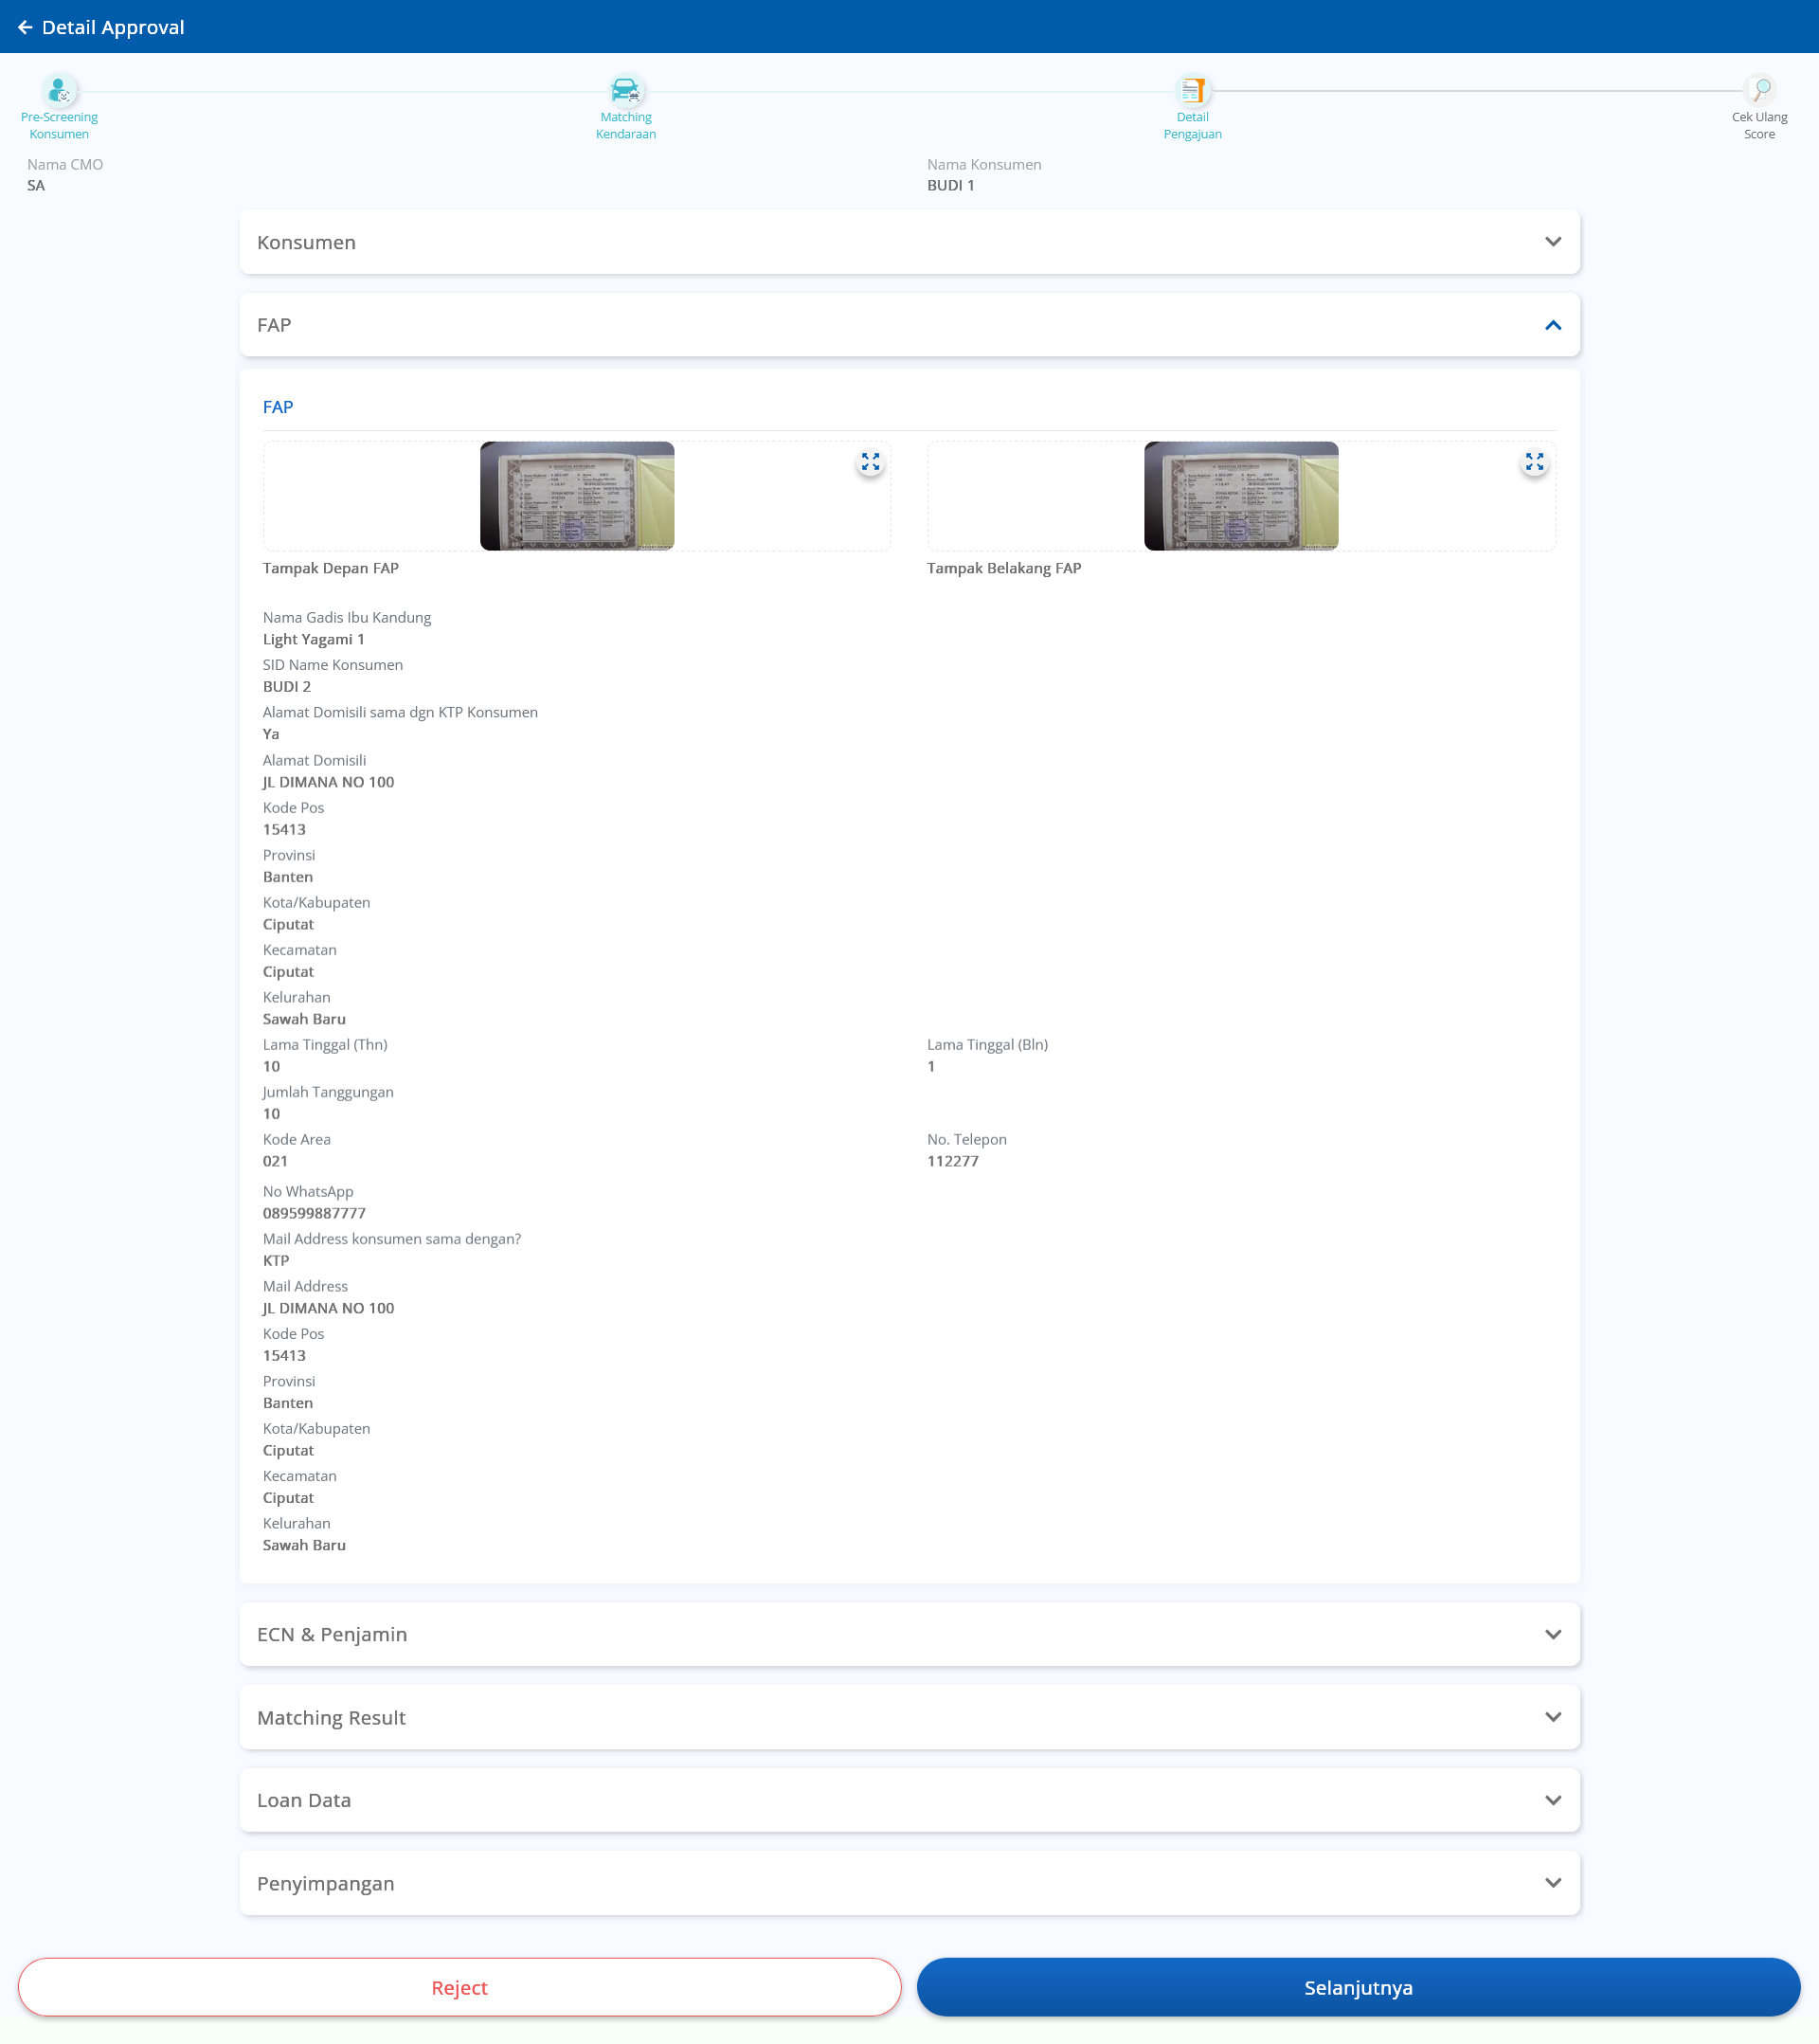 Detail Approval
Pre-Screening
Konsumen
Matching
Kendaraan
Detail
Pengajuan
Cek Ulang
Score
Nama CMO
SA
Nama Konsumen
BUDI 1
Konsumen
FAP
FAP
Tampak Depan FAP
Tampak Belakang FAP
Nama Gadis Ibu Kandung
Light Yagami 1
SID Name Konsumen
BUDI 2
Alamat Domisili sama dgn KTP Konsumen
Ya
Alamat Domisili
JL DIMANA NO 100
Kode Pos
15413
Provinsi
Banten
Kota/Kabupaten
Ciputat
Kecamatan
Ciputat
Kelurahan
Sawah Baru
Lama Tinggal (Thn)
10
Lama Tinggal (Bln)
1
Jumlah Tanggungan
10
Kode Area
021
No. Telepon
112277
No WhatsApp
089599887777
Mail Address konsumen sama dengan?
KTP
Mail Address
JL DIMANA NO 100
Kode Pos
15413
Provinsi
Banten
Kota/Kabupaten
Ciputat
Kecamatan
Ciputat
Kelurahan
Sawah Baru
ECN & Penjamin
Matching Result
Loan Data
Penyimpangan
Reject
Selanjutnya